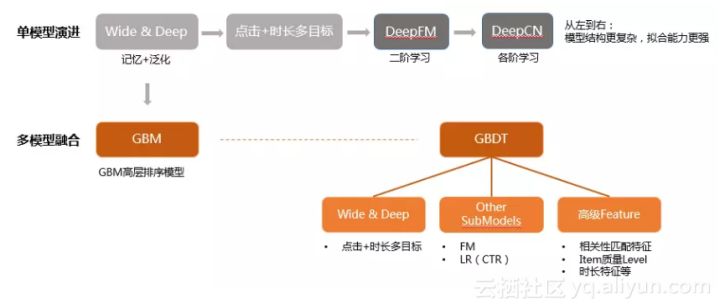 单模型演进
Wide & Deep
点击+时长多目标
DeepFM
DeepCN
从左到右：
模型结构更复杂，拟合能力更强
记忆+泛化
二阶学习
各阶学习
多模型融合
GBM
GBDT
GBM高层排序模型
Wide & Deep
Other
SubModels
高级Feature
• 点击+时长多目标
• FM
• LR（CTR）
• 相关性匹配特征
• Item质量Level
• 时长特征等
云栖社区 yq.aliyun.com